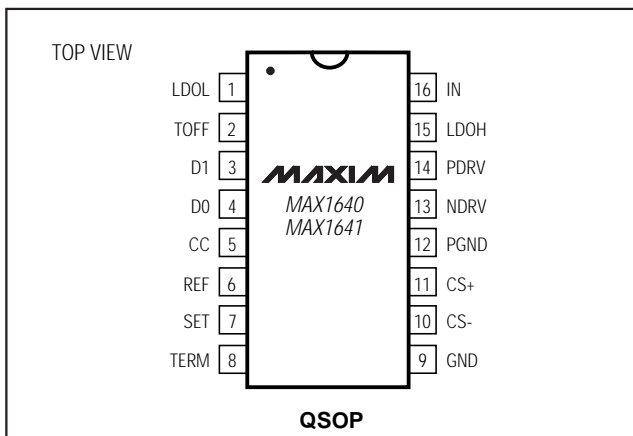 TOP VIEW
LDOL 1 16 IN
TOFF 2 15 LDOH
D1 3 14 PDRV
MAXIM
D0 4 MAX1640 13 NDRV
MAX1641
CC 5 12 PGND
REF 6 11 CS+
SET 7 10 CS-
TERM 8 9 GND
QSOP